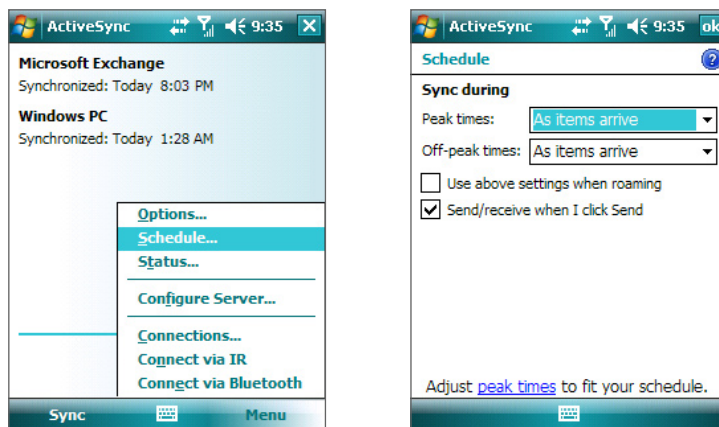 ActiveSync 9:35
Microsoft Exchange
Synchronized: Today 8:03 PM
Windows PC
Synchronized: Today 1:28 AM
Options...
Schedule...
Status...
Configure Server...
Connections...
Connect via IR
Connect via Bluetooth
Sync Menu
ActiveSync 9:35 ok
Schedule ?
Sync during
Peak times: As items arrive
Off-peak times: As items arrive
Use above settings when roaming
Send/receive when I click Send
Adjust peak times to fit your schedule.